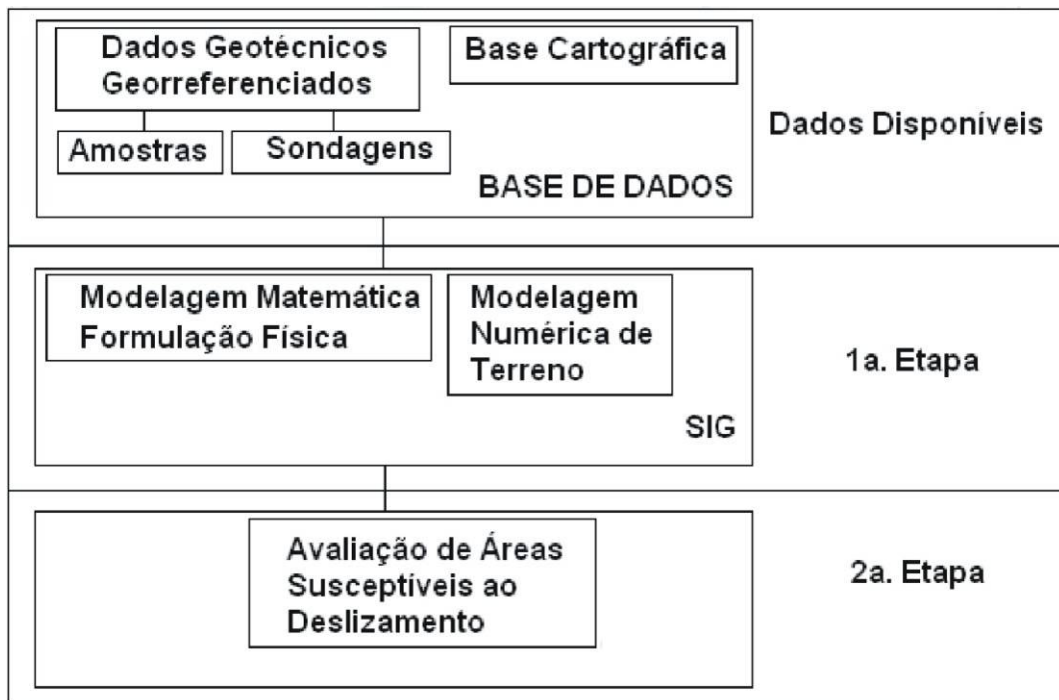 Dados Geotécnicos
Georreferenciados
Base Cartográfica
Amostras
Sondagens
BASE DE DADOS
Dados Disponíveis
Modelagem Matemática
Formulação Física
Modelagem
Numérica de
Terreno
SIG
1a. Etapa
Avaliação de Áreas
Susceptíveis ao
Deslizamento
2a. Etapa